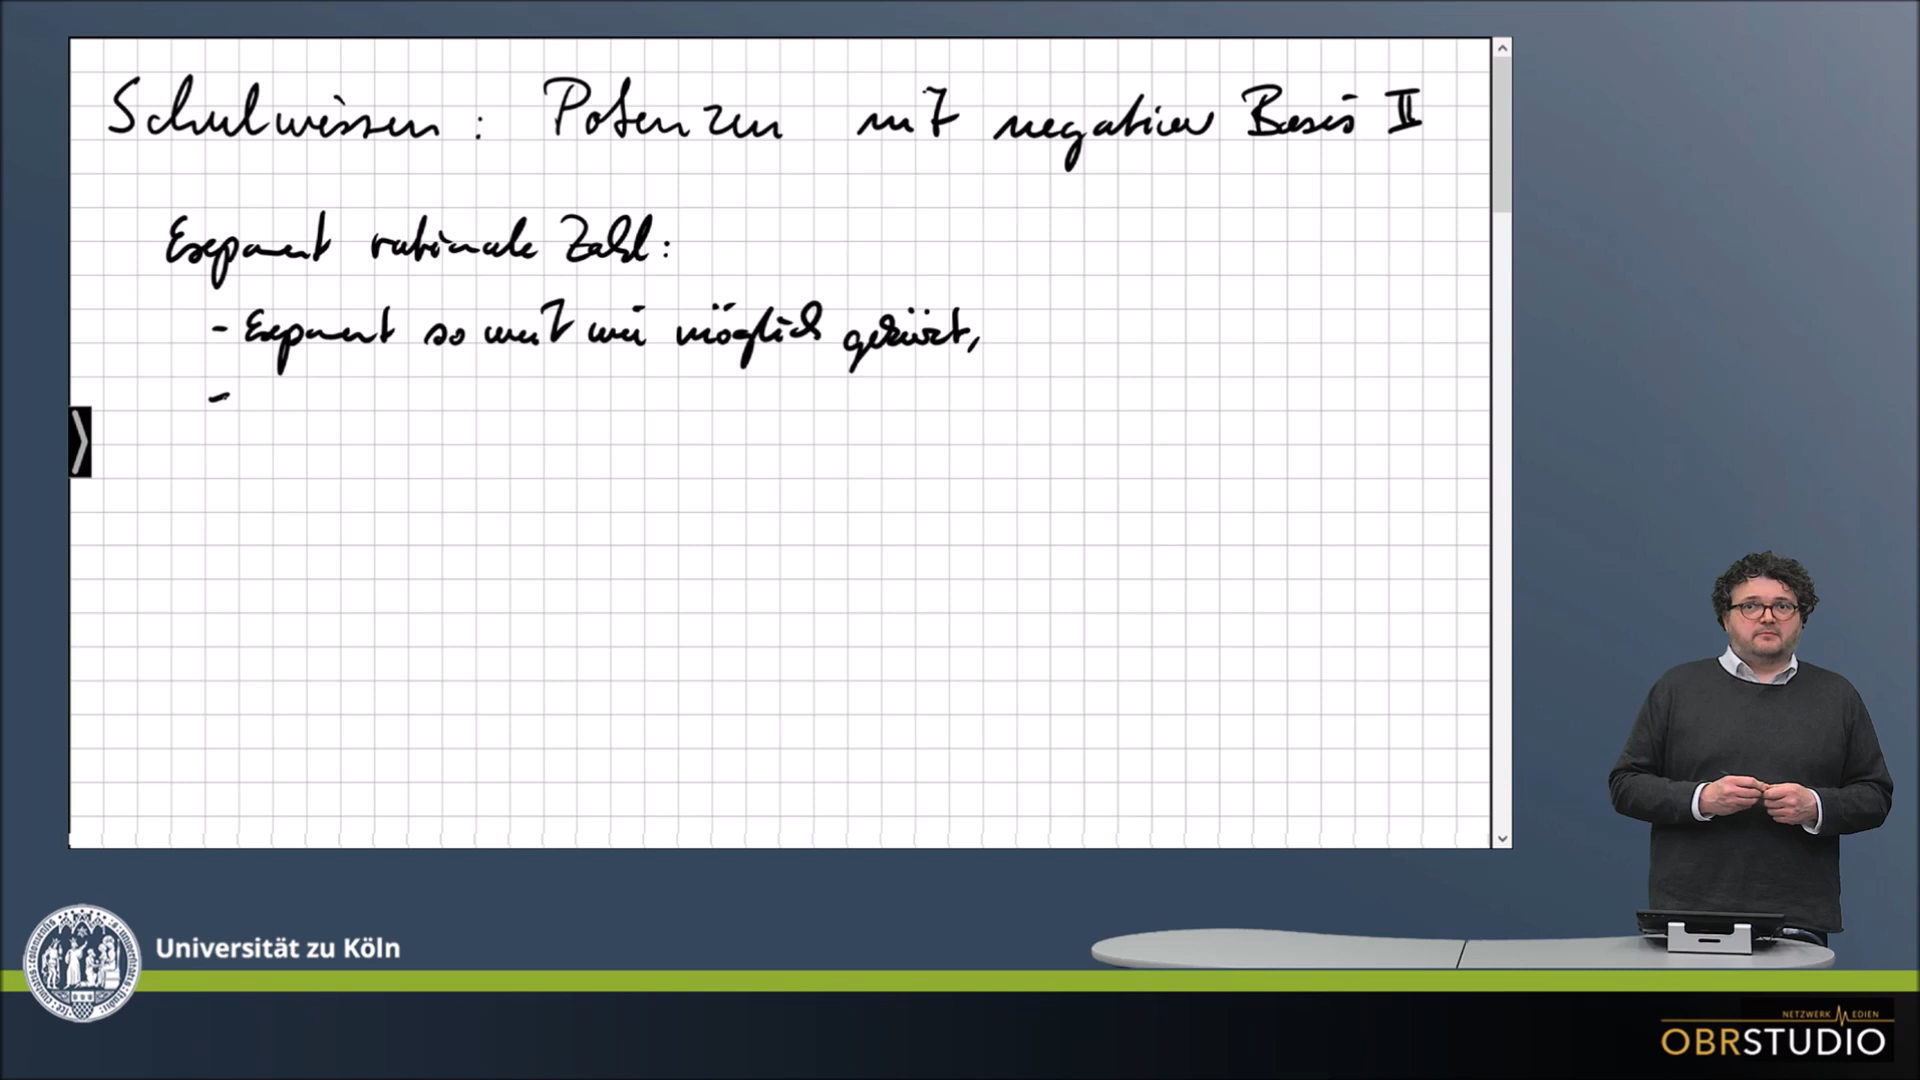 Schulwissen: Potenzen mit negativer Basis II
Exponent rationale Zahl:
- Exponent so weit wie möglich gekürzt,
-
Universität zu Köln
NETZWERK MEDIEN
OBRSTUDIO